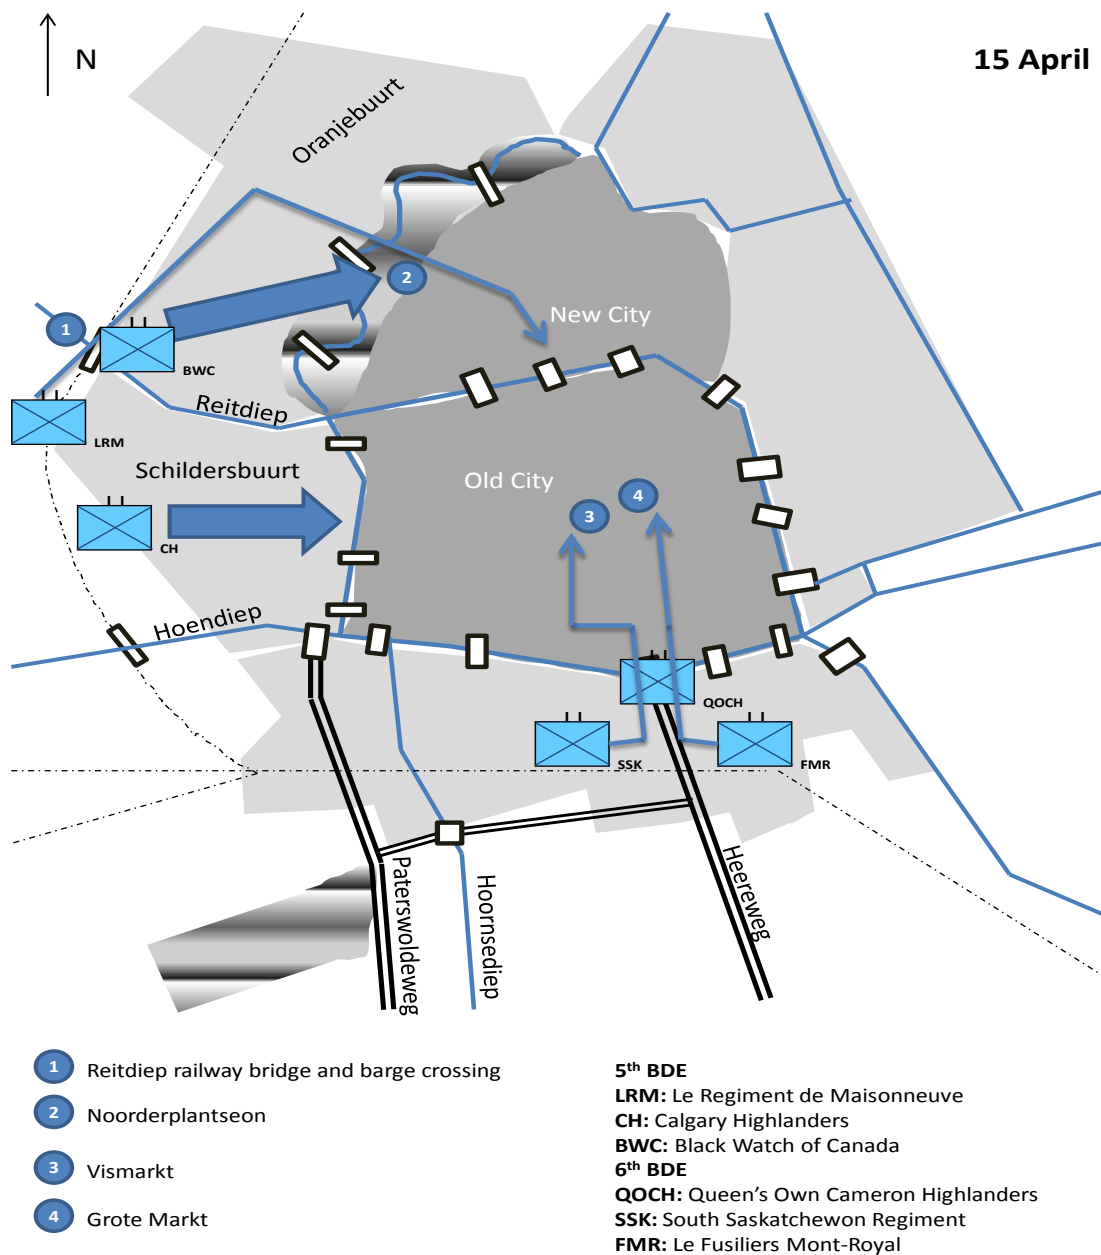 N
15 April
Oranjebuurt
2
1
New City
BWC
Reitdiep
LRM
Schildersbuurt
Old City
4
3
CH
Hoendiep
QOCH
SSK
FMR
Paterswoldeweg
Hoornsediep
Heereweg
1 Reitdiep railway bridge and barge crossing
2 Noorderplantseon
3 Vismarkt
4 Grote Markt
5th BDE
LRM: Le Regiment de Maisonneuve
CH: Calgary Highlanders
BWC: Black Watch of Canada
6th BDE
QOCH: Queen’s Own Cameron Highlanders
SSK: South Saskatchewon Regiment
FMR: Le Fusiliers Mont-Royal